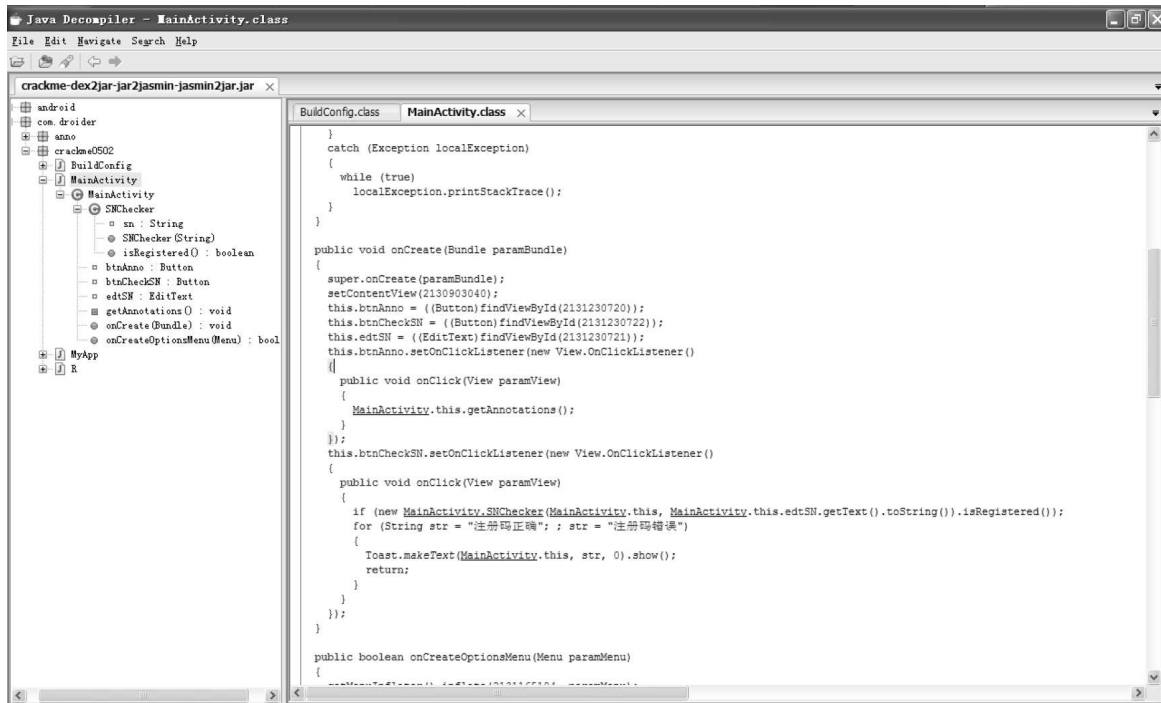 Java Decompiler - MainActivity.class
File Edit Navigate Search Help
crackme-dex2jar-jar2jasmin-jasmin2jar.jar
android
com.droider
anno
crackme0502
BuildConfig
MainActivity
MainActivity
SNChecker
sn : String
SNChecker(String)
isRegistered() : boolean
btnAnno : Button
btnCheckSN : Button
edtSN : EditText
getAnnotations() : void
onCreate(Bundle) : void
onCreateOptionsMenu(Menu) : bool
MyApp
R
BuildConfig.class MainActivity.class
}
catch (Exception localException)
{
while (true)
localException.printStackTrace();
}
}
public void onCreate(Bundle paramBundle)
{
super.onCreate(paramBundle);
setContentView(2130903040);
this.btnAnno = ((Button)findViewById(2131230720));
this.btnCheckSN = ((Button)findViewById(2131230722));
this.edtSN = ((EditText)findViewById(2131230721));
this.btnAnno.setOnClickListener(new View.OnClickListener()
{
public void onClick(View paramView)
{
MainActivity.this.getAnnotations();
}
});
this.btnCheckSN.setOnClickListener(new View.OnClickListener()
{
public void onClick(View paramView)
{
if (new MainActivity.SNChecker(MainActivity.this, MainActivity.this.edtSN.getText().toString()).isRegistered());
for (String str = "注册码正确"; ; str = "注册码错误")
{
Toast.makeText(MainActivity.this, str, 0).show();
return;
}
}
});
}
public boolean onCreateOptionsMenu(Menu paramMenu)
{